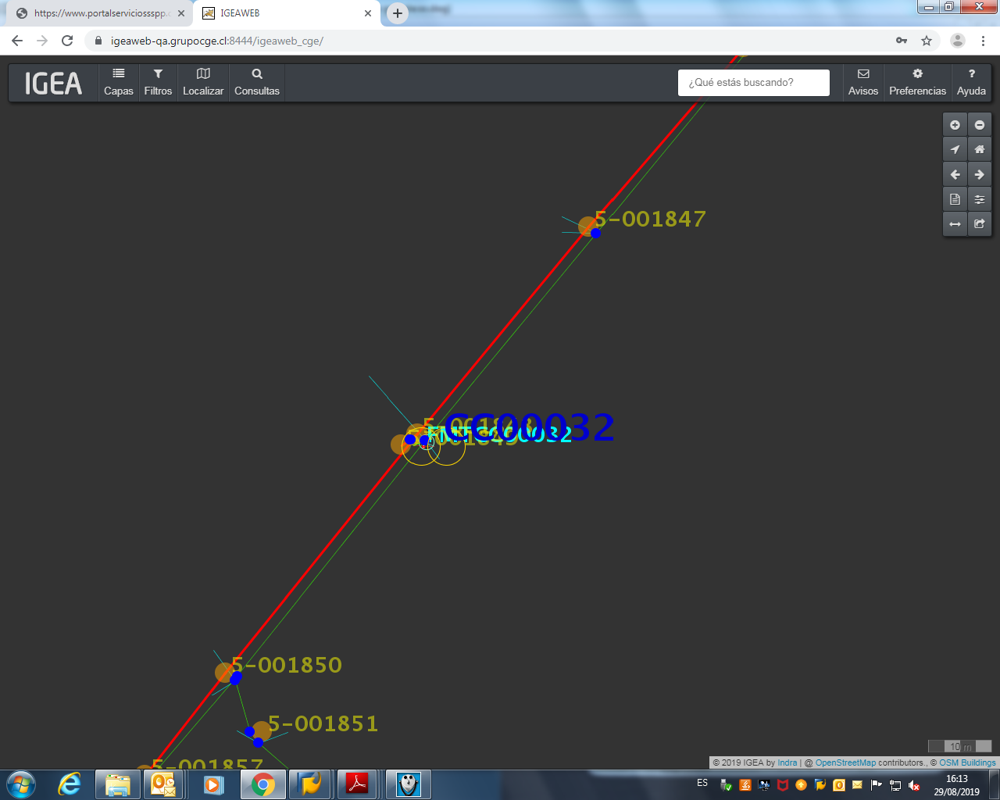 https://www.portalserviciossspp.c
IGEAWEB
igeaweb-qa.grupocge.cl:8444/igeaweb_cge/
IGEA
Capas
Filtros
Localizar
Consultas
¿Qué estás buscando?
Avisos
Preferencias
Ayuda
5-001847
CC00032
5-001850
5-001851
5-001857
10 m
© 2019 IGEA by Indra | @ OpenStreetMap contributors., © OSM Buildings
ES
16:13
29/08/2019